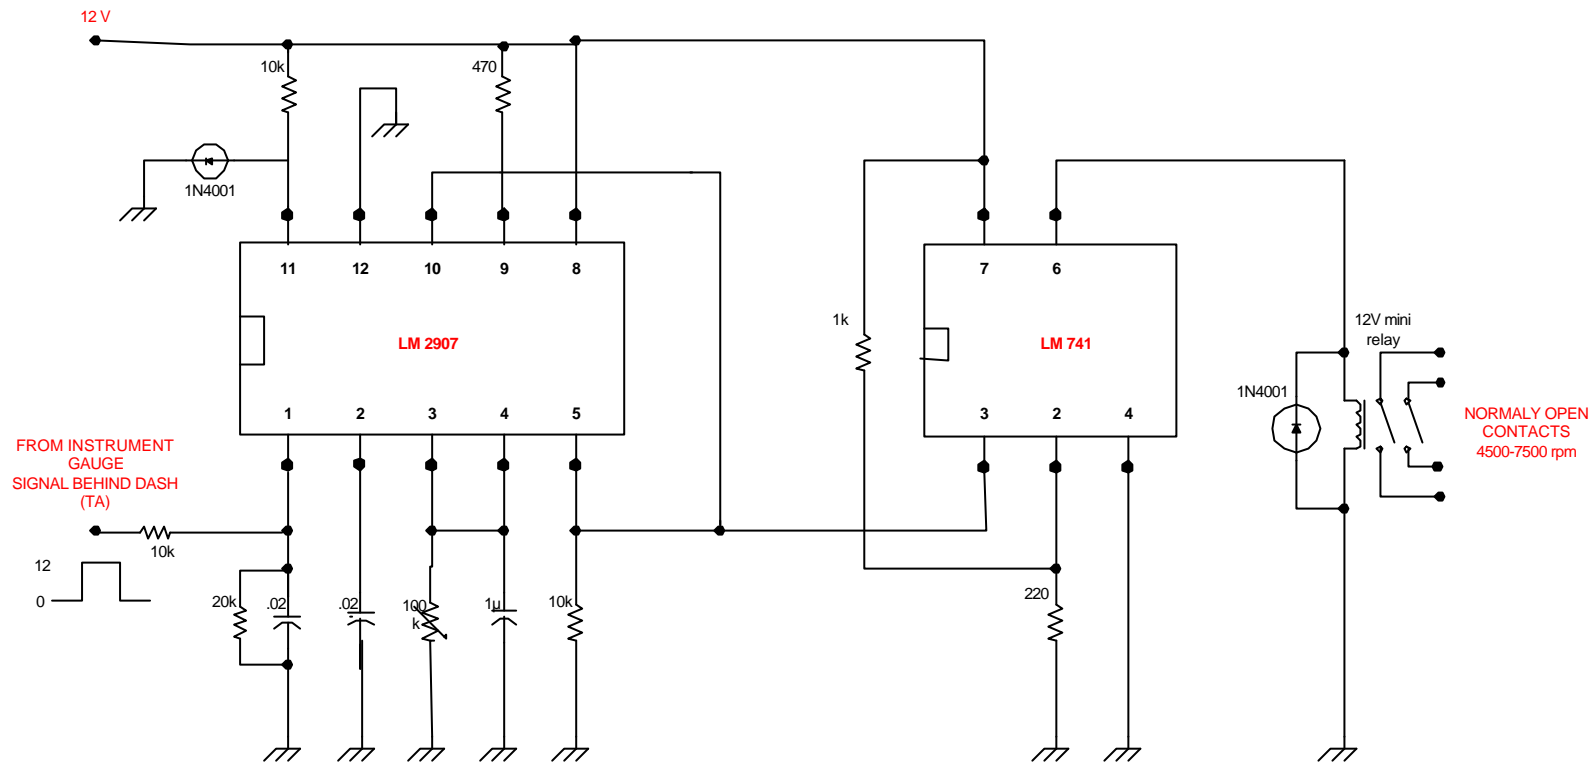 12 V
10k
470
1N4001
11 12 10 9 8
LM 2907
1 2 3 4 5
7 6
1k
LM 741
3 2 4
12V mini
relay
1N4001
NORMALY OPEN
CONTACTS
4500-7500 rpm
FROM INSTRUMENT
GAUGE
SIGNAL BEHIND DASH
(TA)
10k
12
0
20k
.02
.02
100
k
1µ
10k
220